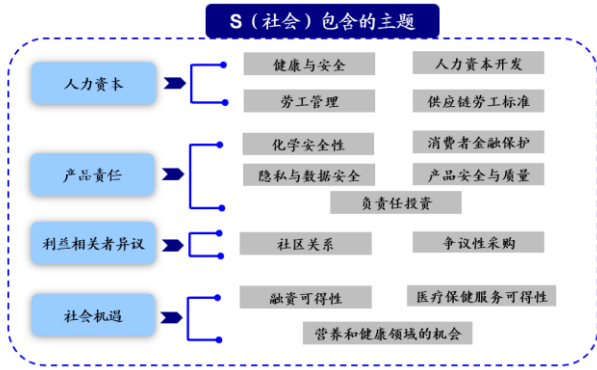 S（社会）包含的主题
人力资本
健康与安全
人力资本开发
劳工管理
供应链劳工标准
产品责任
化学安全性
消费者金融保护
隐私与数据安全
产品安全与质量
负责任投资
利益相关者异议
社区关系
争议性采购
社会机遇
融资可得性
医疗保健服务可得性
营养和健康领域的机会